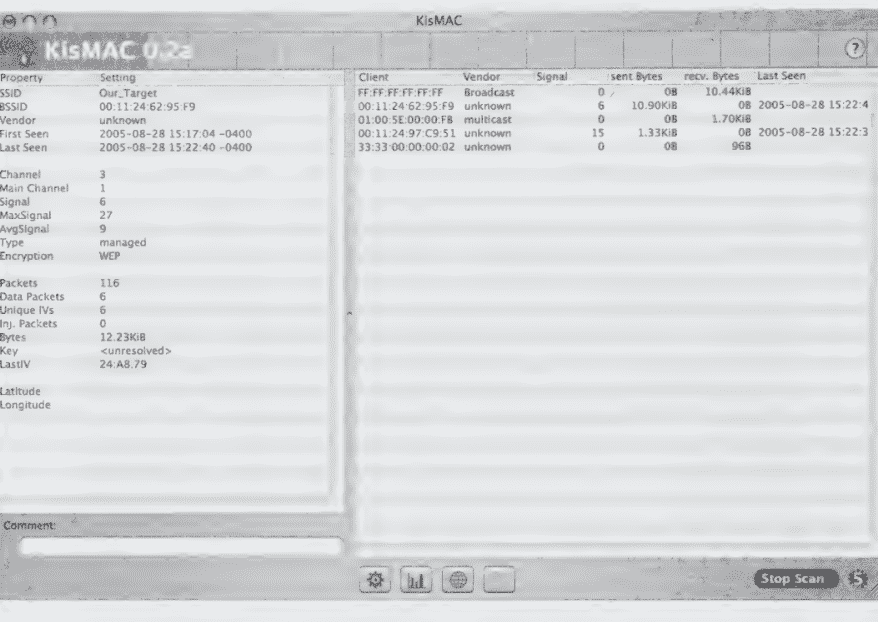 KisMAC
KisMAC 0.2a
?
Property Setting
SSID Our_Target
BSSID 00:11:24:62:95:F9
Vendor unknown
First Seen 2005-08-28 15:17:04 -0400
Last Seen 2005-08-28 15:22:40 -0400
Channel 3
Main Channel 1
Signal 6
MaxSignal 27
AvgSignal 9
Type managed
Encryption WEP
Packets 116
Data Packets 6
Unique IVs 6
Inj. Packets 0
Bytes 12.23KiB
Key <unresolved>
LastIV 24:A8:79
Latitude
Longitude
Comment:
Client Vendor Signal sent Bytes recv. Bytes Last Seen
FF:FF:FF:FF:FF:FF Broadcast 0 0B 10.44KiB
00:11:24:62:95:F9 unknown 6 10.90KiB 0B 2005-08-28 15:22:4
01:00:5E:00:00:FB multicast 0 0B 1.70KiB
00:11:24:97:C9:51 unknown 15 1.33KiB 0B 2005-08-28 15:22:3
33:33:00:00:00:02 unknown 0 0B 96B
Stop Scan 5